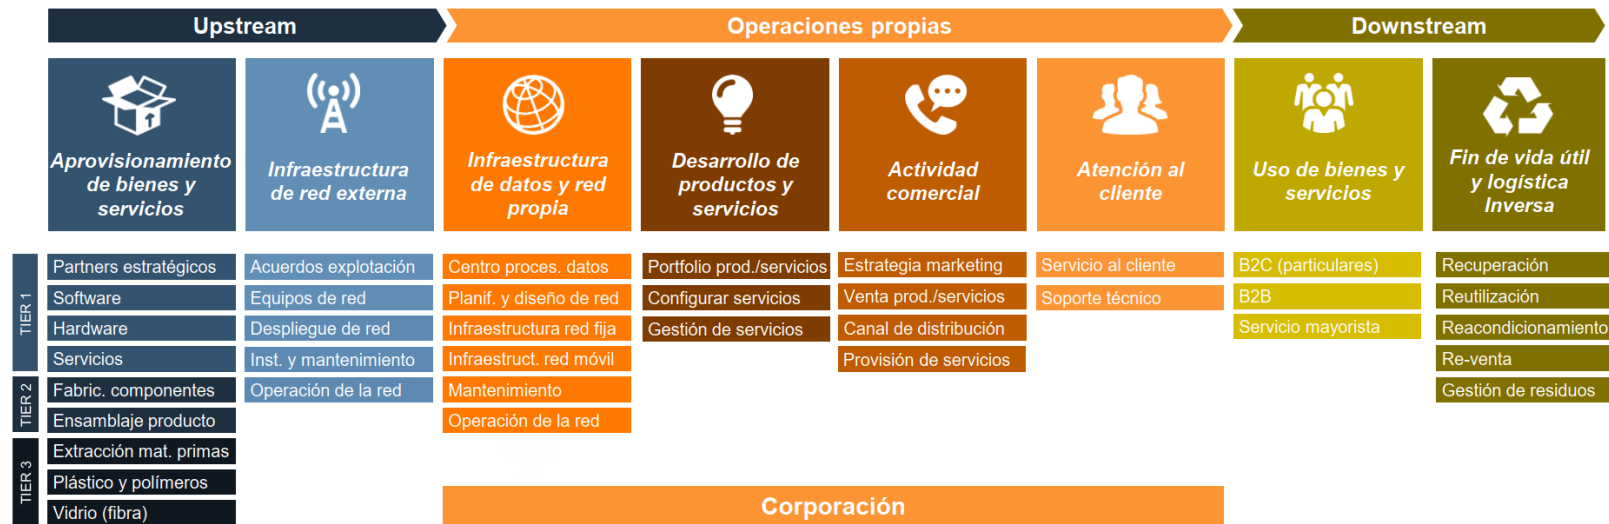 Upstream
Operaciones propias
Downstream
Aprovisionamiento
de bienes y
servicios
Infraestructura
de red externa
Infraestructura
de datos y red
propia
Desarrollo de
productos y
servicios
Actividad
comercial
Atención al
cliente
Uso de bienes y
servicios
Fin de vida útil
y logística
Inversa
TIER 1
Partners estratégicos
Software
Hardware
Servicios
TIER 2
Fabric. componentes
Ensamblaje producto
TIER 3
Extracción mat. primas
Plástico y polímeros
Vidrio (fibra)
Acuerdos explotación
Equipos de red
Despliegue de red
Inst. y mantenimiento
Operación de la red
Centro proces. datos
Planif. y diseño de red
Infraestructura red fija
Infraestruct. red móvil
Mantenimiento
Operación de la red
Portfolio prod./servicios
Configurar servicios
Gestión de servicios
Estrategia marketing
Venta prod./servicios
Canal de distribución
Provisión de servicios
Servicio al cliente
Soporte técnico
B2C (particulares)
B2B
Servicio mayorista
Recuperación
Reutilización
Reacondicionamiento
Re-venta
Gestión de residuos
Corporación